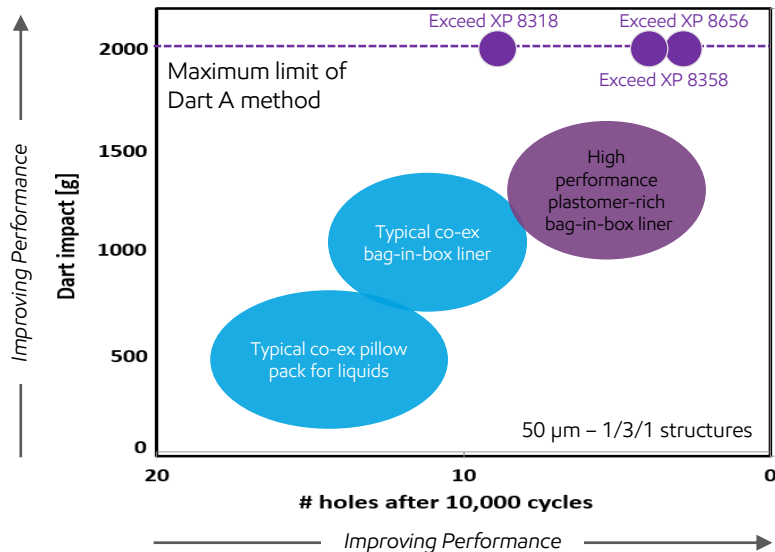 Exceed XP 8318
Exceed XP 8656
2000
Exceed XP 8358
Maximum limit of
Dart A method
1500
High
performance
plastomer-rich
bag-in-box liner
Typical co-ex
bag-in-box liner
1000
Typical co-ex pillow
pack for liquids
500
50 µm – 1/3/1 structures
0
20
10
0
# holes after 10,000 cycles
Improving Performance
Dart impact [g]
Improving Performance